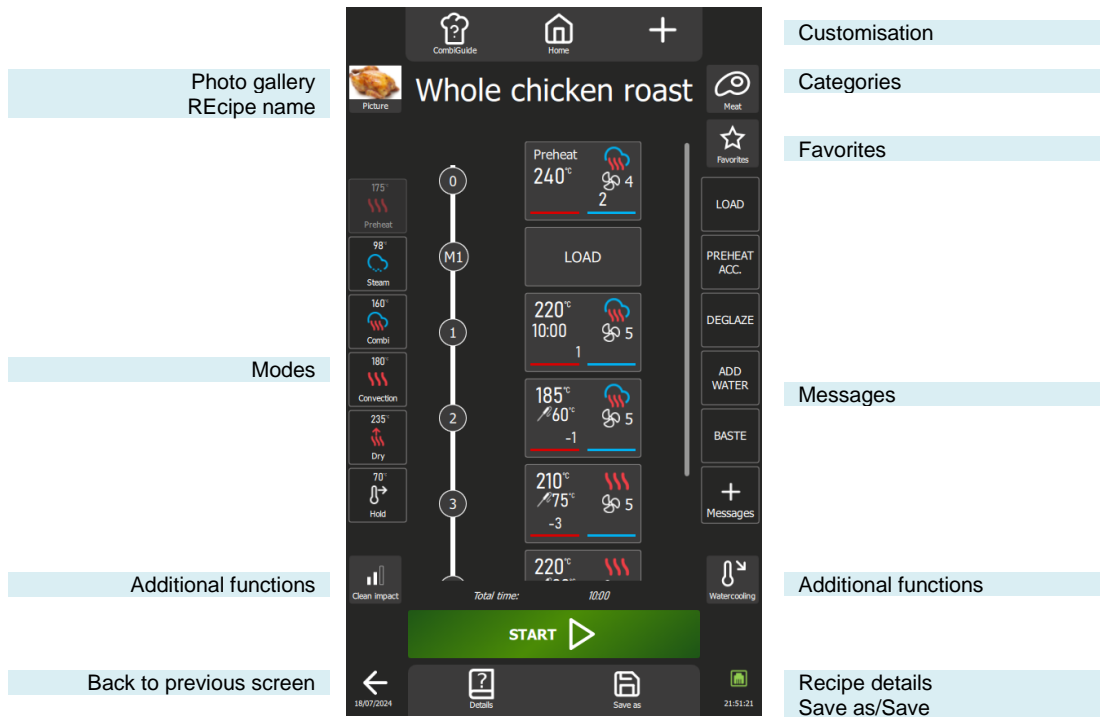 Photo gallery
REcipe name
Modes
Additional functions
Back to previous screen
CombiGuide
Home
Picture
Whole chicken roast
Meat
Favorites
175°
Preheat
98°
Steam
160°
Combi
180°
Convection
235°
Dry
70°
Hold
Clean impact
0
M1
1
2
3
Preheat
240°C
4
2
LOAD
220°C
10:00
5
1
185°C
60°C
5
-1
210°C
75°C
5
-3
220°C
LOAD
PREHEAT
ACC.
DEGLAZE
ADD
WATER
BASTE
Messages
Watercooling
Total time: 10:00
START
18/07/2024
Details
Save as
21:51:21
Customisation
Categories
Favorites
Messages
Additional functions
Recipe details
Save as/Save